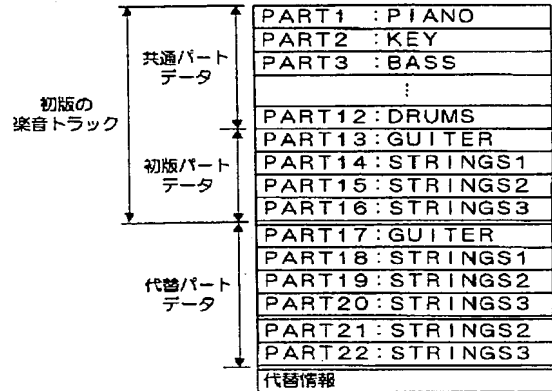 初版の
楽音トラック
共通パート
データ
初版パート
データ
代替パート
データ
PART1 :PIANO
PART2 :KEY
PART3 :BASS
⋮
PART12:DRUMS
PART13:GUITER
PART14:STRINGS1
PART15:STRINGS2
PART16:STRINGS3
PART17:GUITER
PART18:STRINGS1
PART19:STRINGS2
PART20:STRINGS3
PART21:STRINGS2
PART22:STRINGS3
代替情報